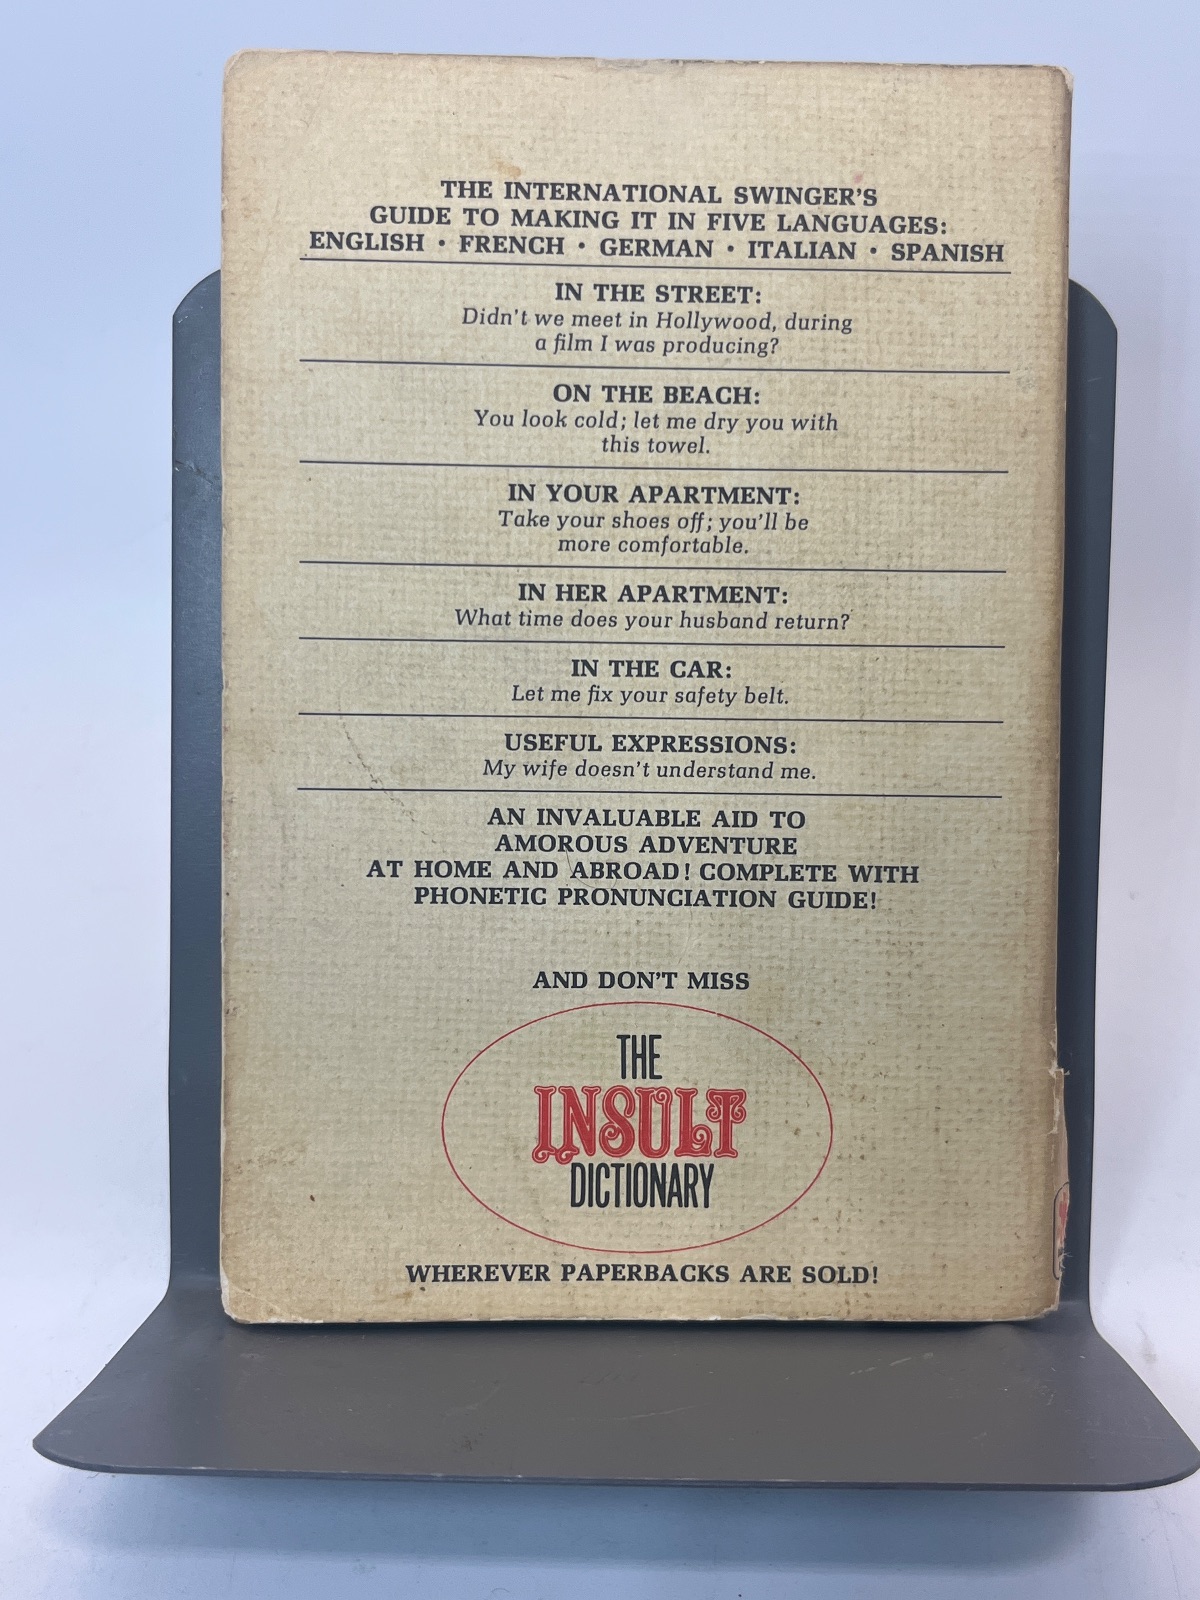 THE INTERNATIONAL SWINGER'S
GUIDE TO MAKING IT IN FIVE LANGUAGES:
ENGLISH • FRENCH • GERMAN • ITALIAN • SPANISH
IN THE STREET:
Didn't we meet in Hollywood, during
a film I was producing?
ON THE BEACH:
You look cold; let me dry you with
this towel.
IN YOUR APARTMENT:
Take your shoes off; you'll be
more comfortable.
IN HER APARTMENT:
What time does your husband return?
IN THE CAR:
Let me fix your safety belt.
USEFUL EXPRESSIONS:
My wife doesn't understand me.
AN INVALUABLE AID TO
AMOROUS ADVENTURE
AT HOME AND ABROAD! COMPLETE WITH
PHONETIC PRONUNCIATION GUIDE!
AND DON'T MISS
THE
INSULT
DICTIONARY
WHEREVER PAPERBACKS ARE SOLD!